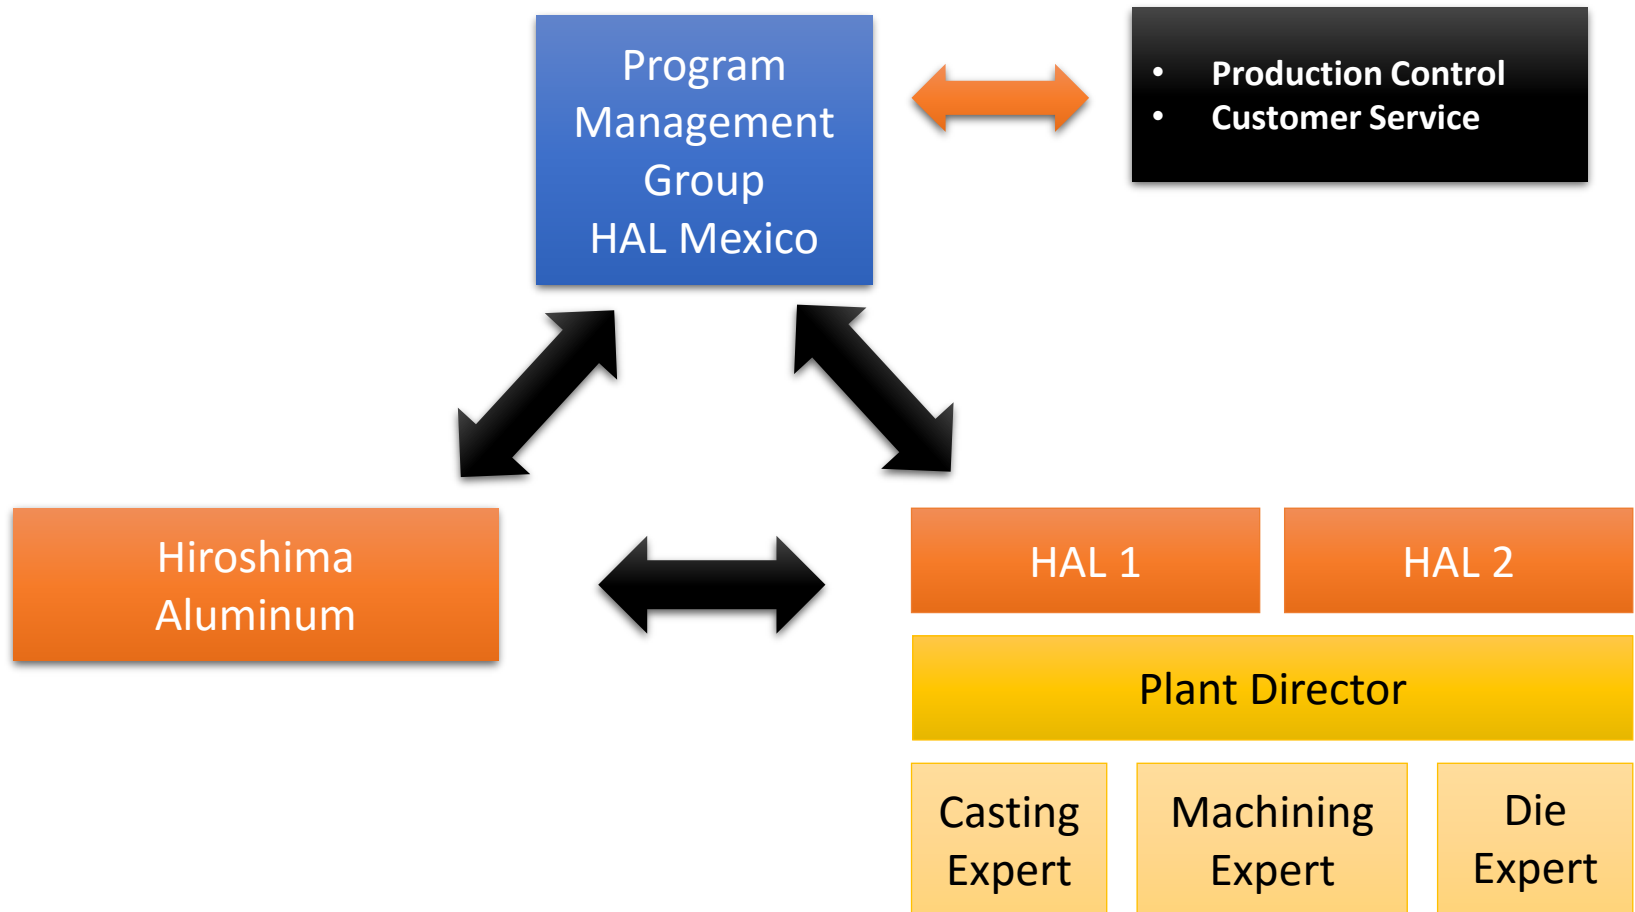 Program
Management
Group
HAL Mexico
• Production Control
• Customer Service
Hiroshima
Aluminum
HAL 1
HAL 2
Plant Director
Casting
Expert
Machining
Expert
Die
Expert